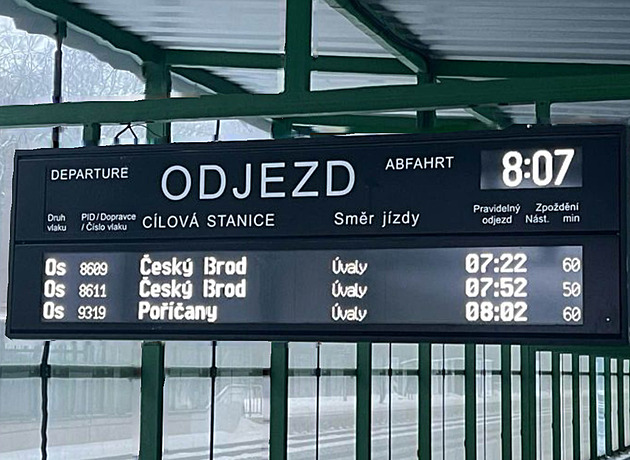 DEPARTURE ODJEZD ABFAHRT 8:07
Druh vlaku PID / Dopravce / Číslo vlaku CÍLOVÁ STANICE Směr jízdy Pravidelný odjezd Nást. Zpoždění min
Os 8609 Český Brod Úvaly 07:22 60
Os 8611 Český Brod Úvaly 07:52 50
Os 9319 Poříčany Úvaly 08:02 60